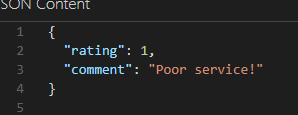 SON Content
1 {
2 "rating": 1,
3 "comment": "Poor service!"
4 }
5